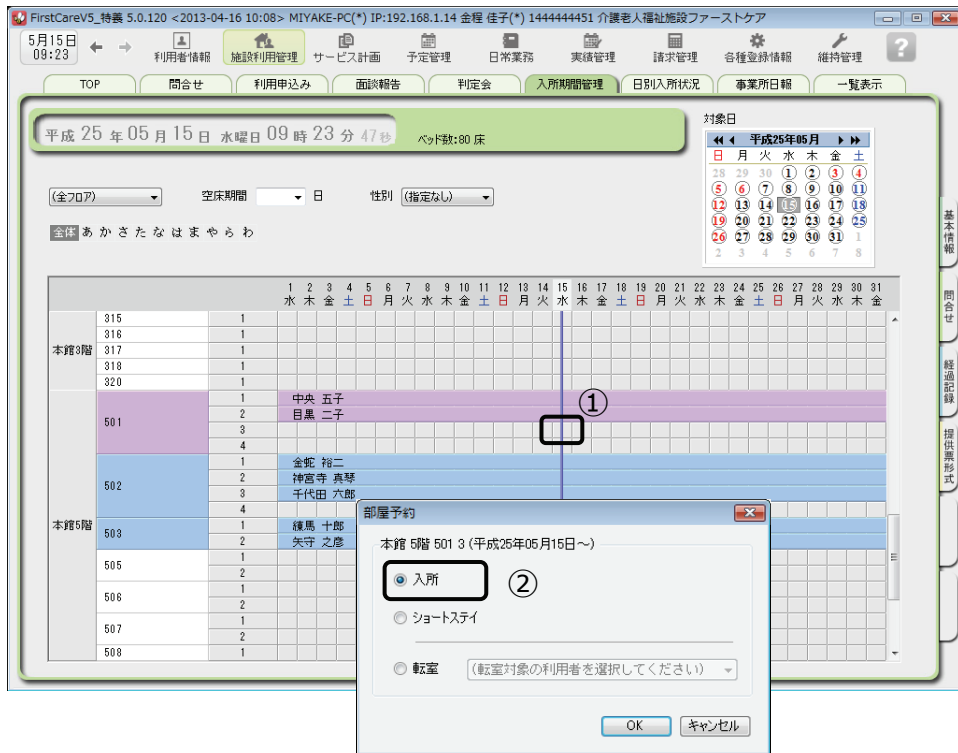 FirstCareV5_特養 5.0.120 <2013-04-16 10:08> MIYAKE-PC(*) IP:192.168.1.14 金程 佳子(*) 1444444451 介護老人福祉施設ファーストケア
5月15日
09:23
利用者情報 施設利用管理 サービス計画 予定管理 日常業務 実績管理 請求管理 各種登録情報 維持管理 ?
TOP 問合せ 利用申込み 面談報告 判定会 入所期間管理 日別入所状況 事業所日報 一覧表示
平成 25 年 05 月 15 日 水曜日 09 時 23 分 47 秒 ベッド数:80 床
対象日
平成25年05月
日 月 火 水 木 金 土
28 29 30 1 2 3 4
5 6 7 8 9 10 11
12 13 14 15 16 17 18
19 20 21 22 23 24 25
26 27 28 29 30 31 1
2 3 4 5 6 7 8
(全フロア) 空床期間 日 性別 (指定なし)
全体 あ か さ た な は ま や ら わ
基本情報
問合せ
経過記録
提供票形式
1 2 3 4 5 6 7 8 9 10 11 12 13 14 15 16 17 18 19 20 21 22 23 24 25 26 27 28 29 30 31
水 木 金 土 日 月 火 水 木 金 土 日 月 火 水 木 金 土 日 月 火 水 木 金 土 日 月 火 水 木 金
本館3階
315 1
316 1
317 1
318 1
320 1
本館5階
501
1 中央 五子
2 目黒 二子
3
4
①
502
1 金蛇 裕二
2 神宮寺 真琴
3 千代田 六郎
4
503
1 練馬 十郎
2 矢守 之彦
505
1
2
506
1
2
507
1
2
508 1
部屋予約
本館 5階 501 3 (平成25年05月15日～)
入所
②
ショートステイ
転室 (転室対象の利用者を選択してください)
OK キャンセル